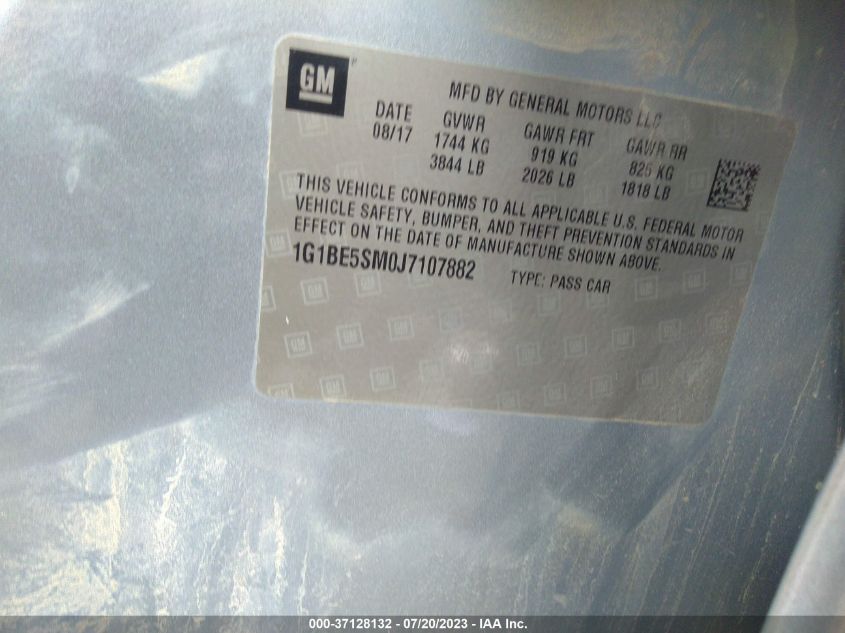 GM
MFD BY GENERAL MOTORS LLC
DATE GVWR GAWR FRT GAWR RR
08/17 1744 KG 919 KG 825 KG
3844 LB 2026 LB 1818 LB
THIS VEHICLE CONFORMS TO ALL APPLICABLE U.S. FEDERAL MOTOR
VEHICLE SAFETY, BUMPER, AND THEFT PREVENTION STANDARDS IN
EFFECT ON THE DATE OF MANUFACTURE SHOWN ABOVE.
1G1BE5SM0J7107882 TYPE: PASS CAR
000-37128132 - 07/20/2023 - IAA Inc.